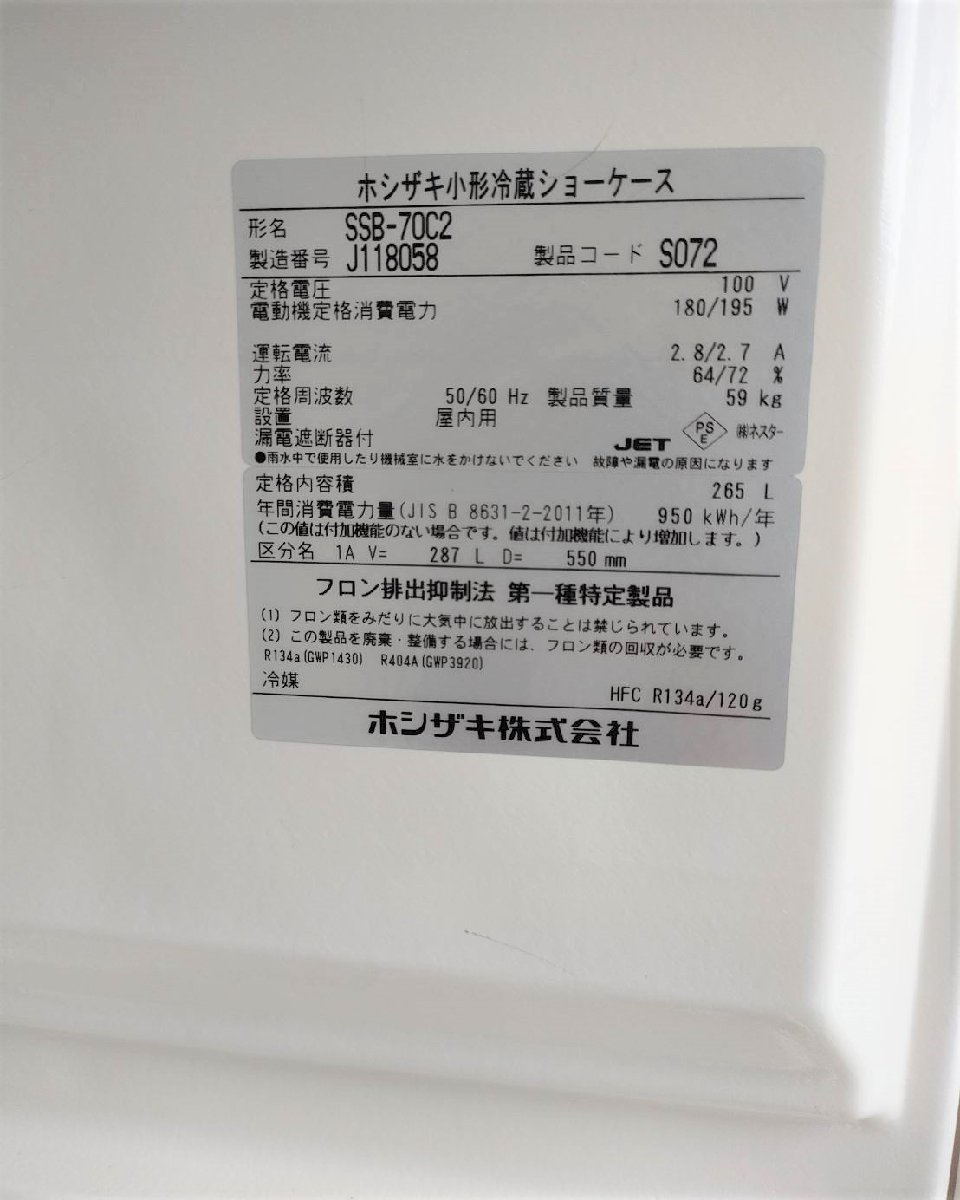 ホシザキ小形冷蔵ショーケース
形名 SSB-70C2
製造番号 J118058 製品コード S072
定格電圧 100 V
電動機定格消費電力 180/195 W
運転電流 2.8/2.7 A
力率 64/72 %
定格周波数 50/60 Hz 製品質量 59 kg
設置 屋内用
漏電遮断器付 JET PSE ㈱ネスター
●雨水中で使用したり機械室に水をかけないでください 故障や漏電の原因になります
定格内容積 265 L
年間消費電力量(JIS B 8631-2-2011年) 950 kWh/年
(この値は付加機能のない場合です。値は付加機能により増加します。)
区分名 1A V= 287 L D= 550 mm
フロン排出抑制法 第一種特定製品
(1) フロン類をみだりに大気中に放出することは禁じられています。
(2) この製品を廃棄・整備する場合には、フロン類の回収が必要です。
R134a(GWP1430) R404A(GWP3920)
冷媒 HFC R134a/120g
ホシザキ株式会社